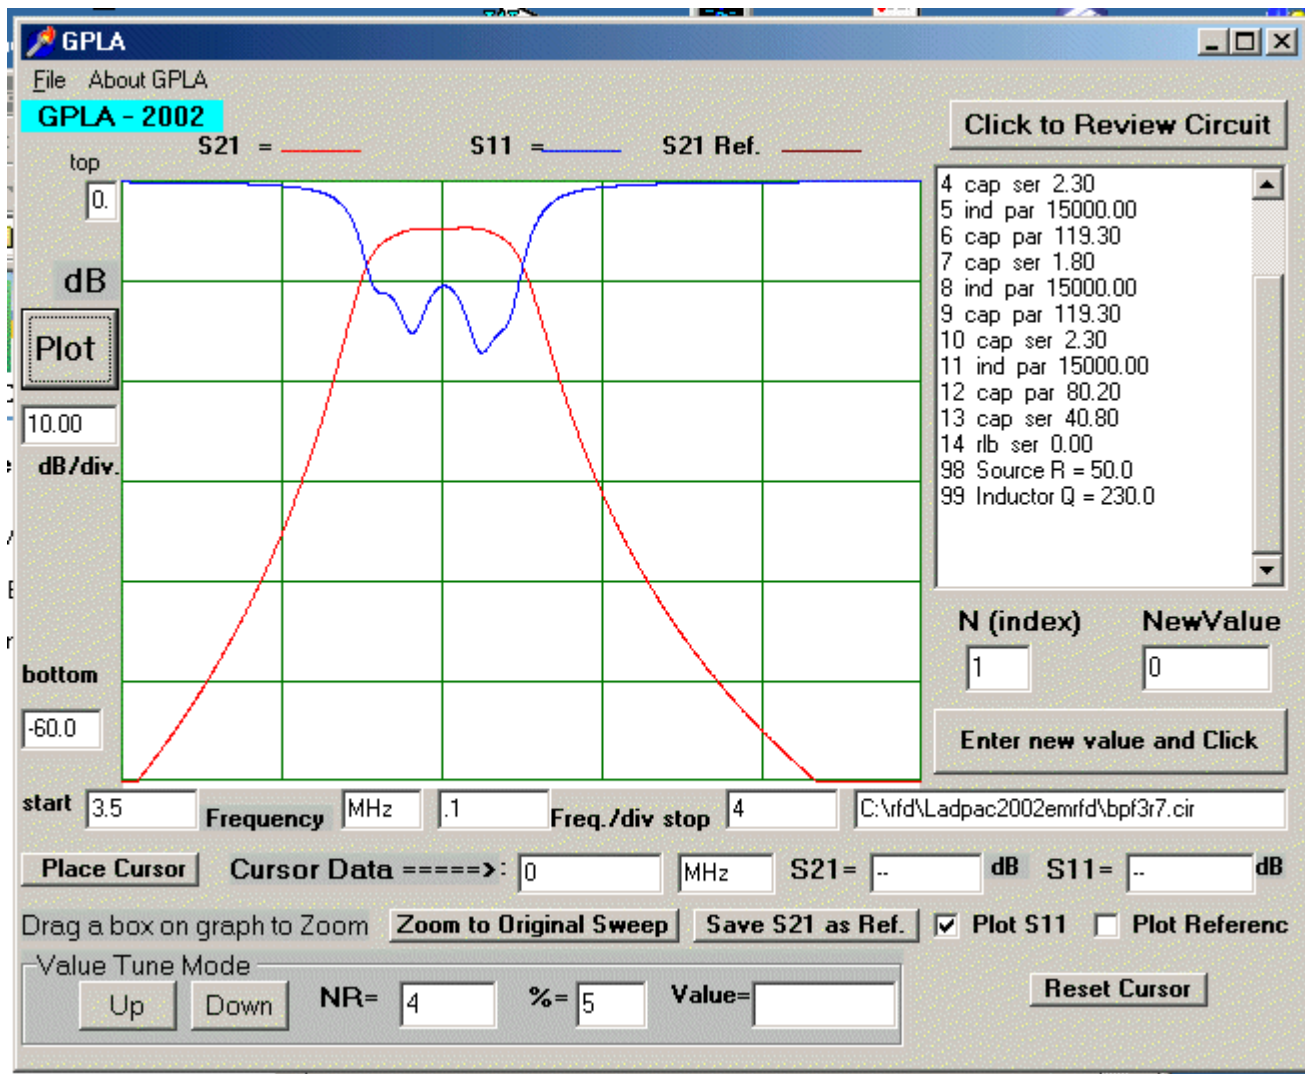 GPLA
File About GPLA
GPLA - 2002
Click to Review Circuit
S21 =
S11 =
S21 Ref.
top
0.
dB
Plot
10.00
dB/div.
bottom
-60.0
4 cap ser 2.30
5 ind par 15000.00
6 cap par 119.30
7 cap ser 1.80
8 ind par 15000.00
9 cap par 119.30
10 cap ser 2.30
11 ind par 15000.00
12 cap par 80.20
13 cap ser 40.80
14 rlb ser 0.00
98 Source R = 50.0
99 Inductor Q = 230.0
N (index) NewValue
1 0
Enter new value and Click
start 3.5 Frequency MHz .1 Freq./div stop 4 C:\rfd\Ladpac2002emrfd\bpf3r7.cir
Place Cursor Cursor Data =====>: 0 MHz S21= -- dB S11= -- dB
Drag a box on graph to Zoom Zoom to Original Sweep Save S21 as Ref. Plot S11 Plot Referenc
Value Tune Mode
Up Down NR= 4 %= 5 Value=
Reset Cursor